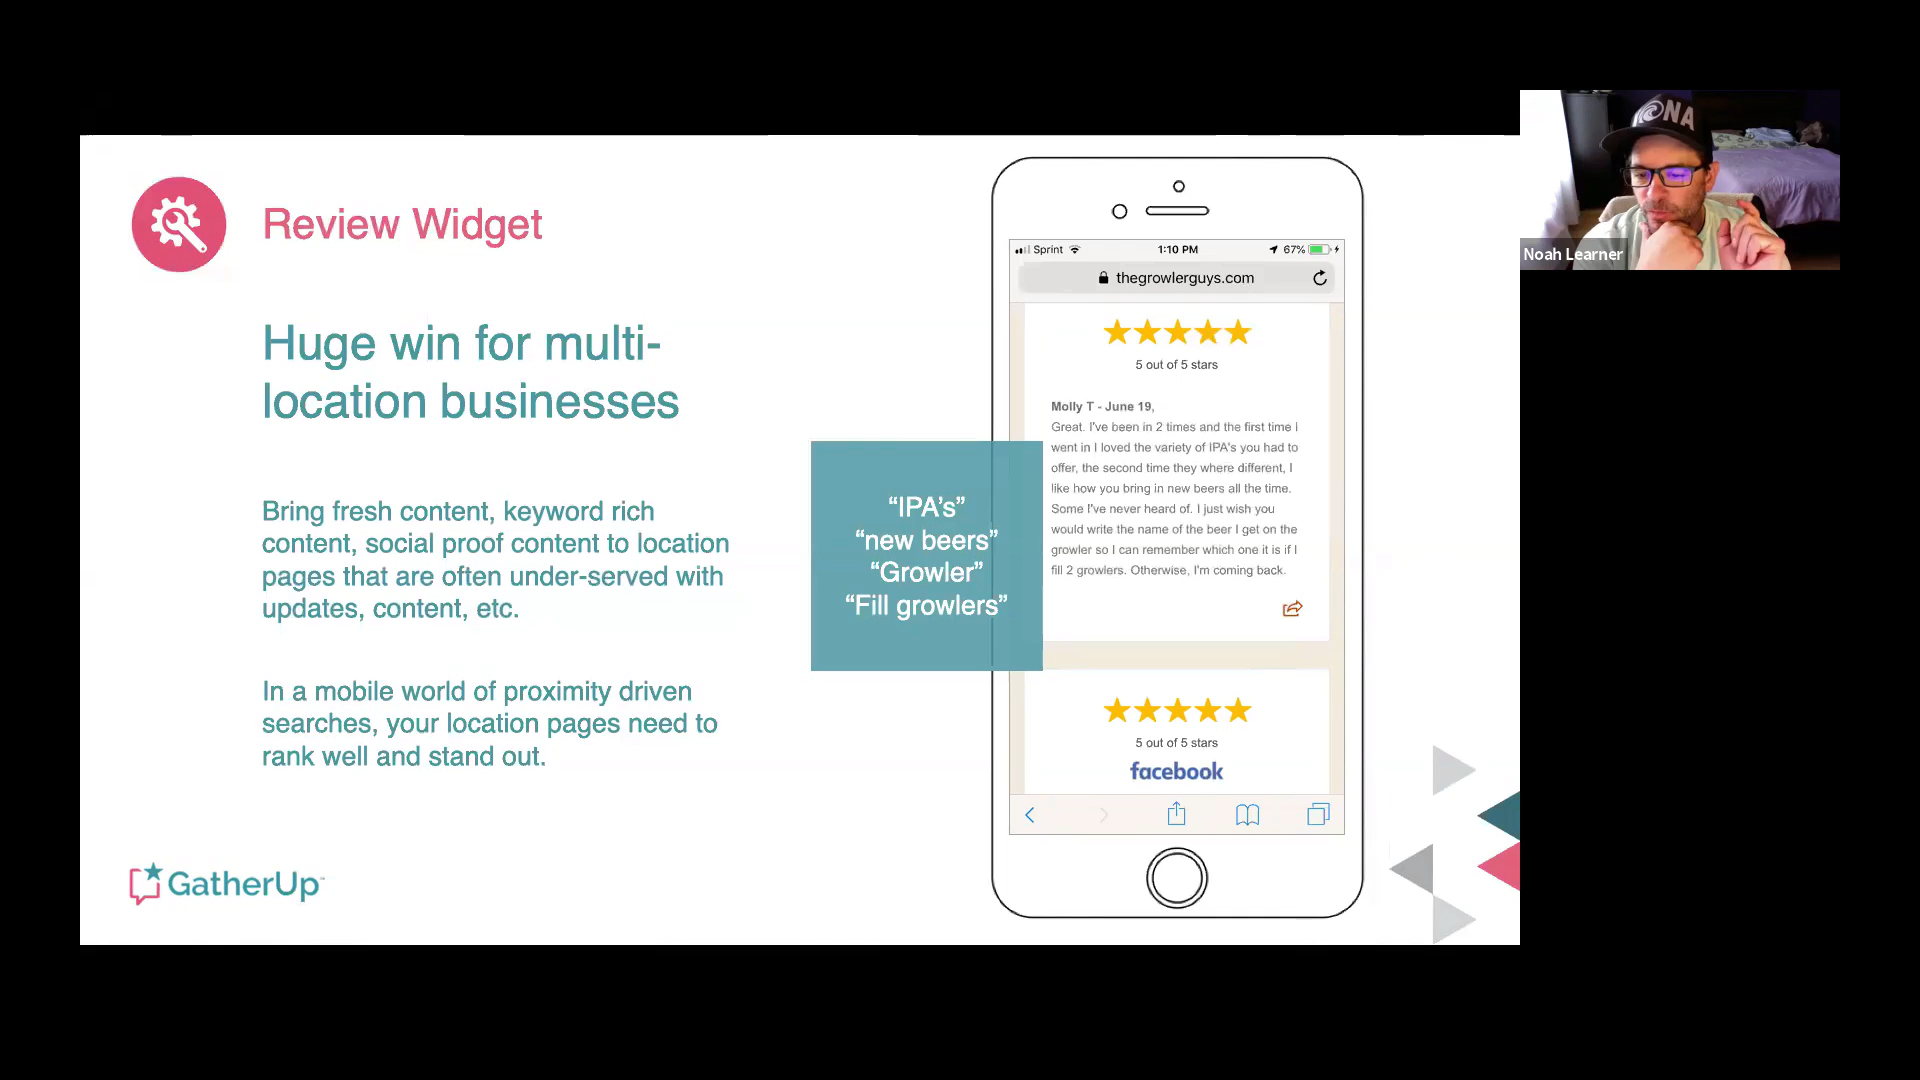 Review Widget
Huge win for multi-
location businesses
Bring fresh content, keyword rich
content, social proof content to location
pages that are often under-served with
updates, content, etc.
In a mobile world of proximity driven
searches, your location pages need to
rank well and stand out.
GatherUp™
“IPA’s”
“new beers”
“Growler”
“Fill growlers”
Sprint 1:10 PM 67%
thegrowlerguys.com
5 out of 5 stars
Molly T - June 19,
Great. I've been in 2 times and the first time I
went in I loved the variety of IPA's you had to
offer, the second time they where different, I
like how you bring in new beers all the time.
Some I've never heard of. I just wish you
would write the name of the beer I get on the
growler so I can remember which one it is if I
fill 2 growlers. Otherwise, I'm coming back.
5 out of 5 stars
facebook
NA
Noah Learner